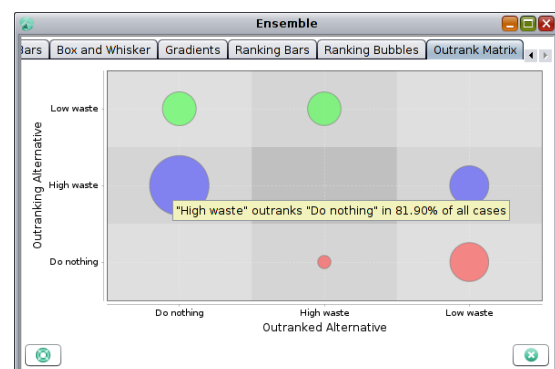 Ensemble
Bars Box and Whisker Gradients Ranking Bars Ranking Bubbles Outrank Matrix
Outranking Alternative
Low waste
High waste
"High waste" outranks "Do nothing" in 81.90% of all cases
Do nothing
Do nothing High waste Low waste
Outranked Alternative